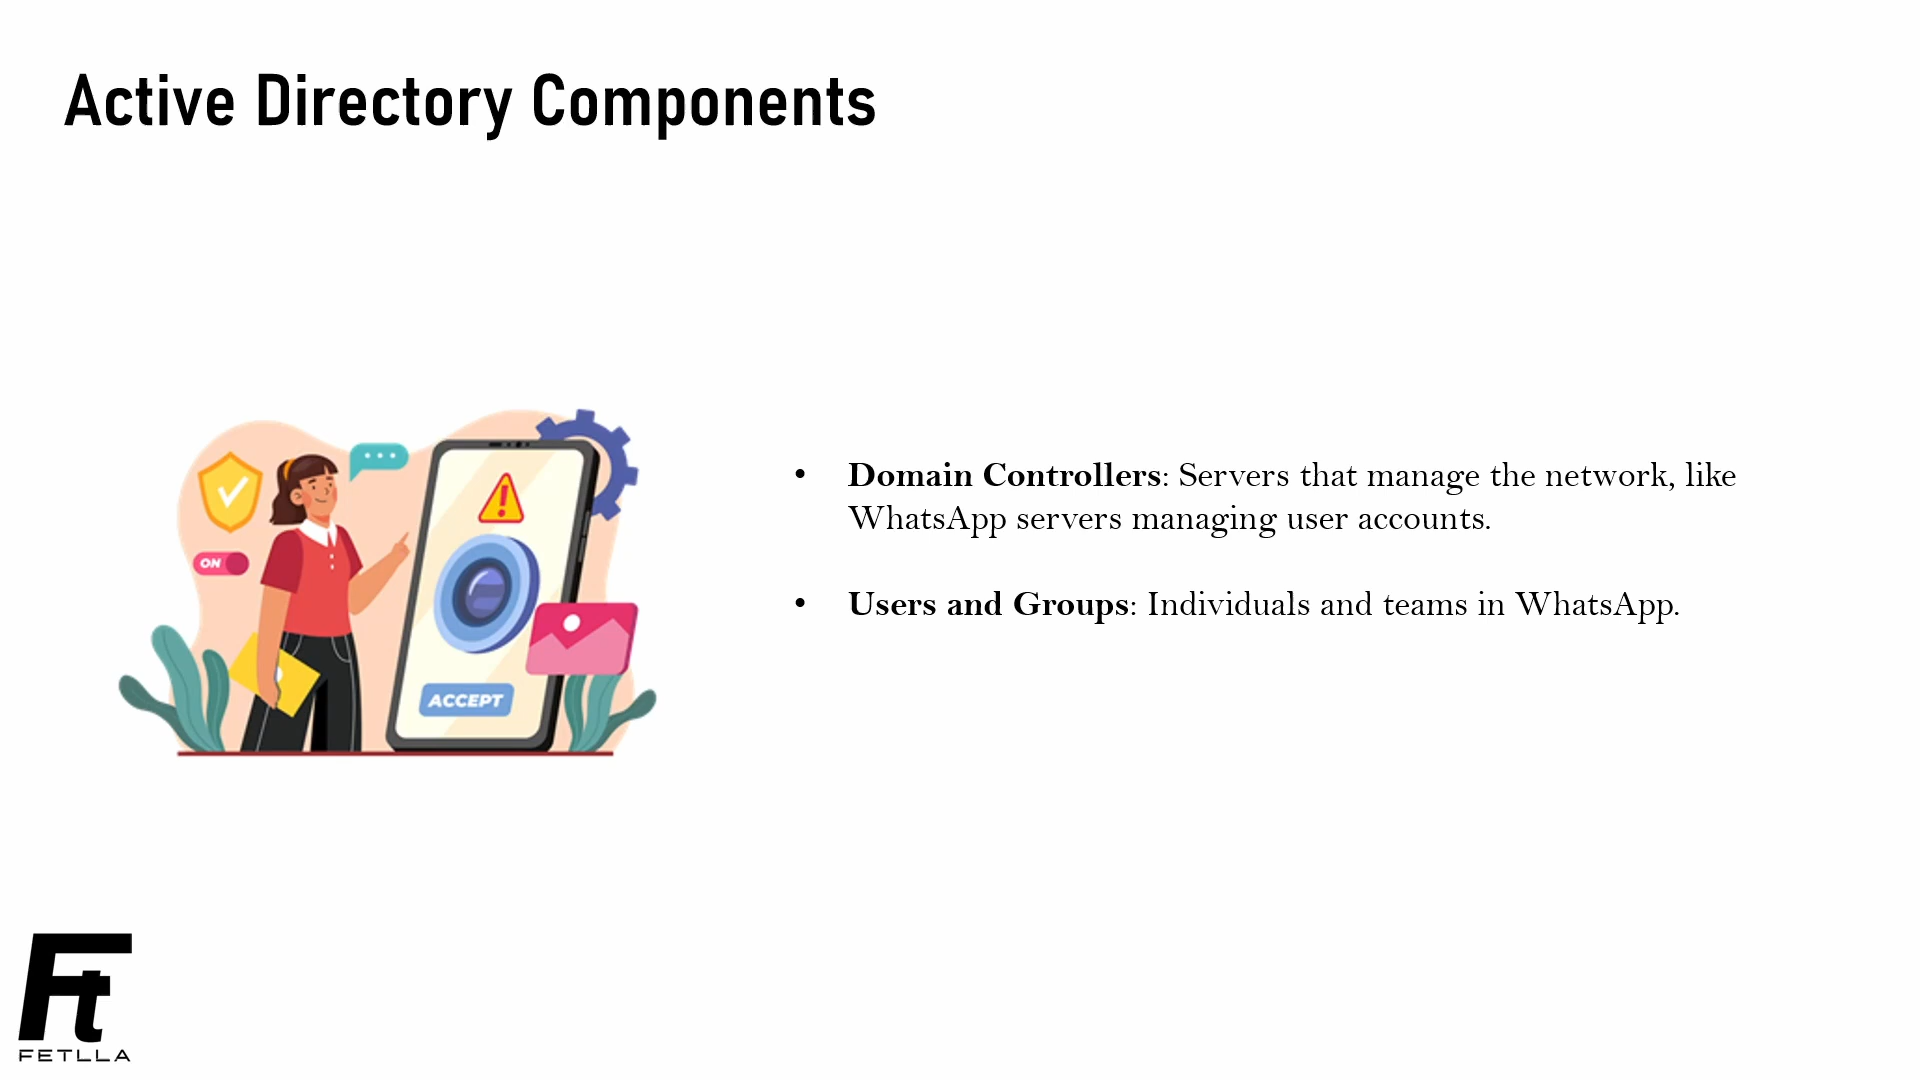 Active Directory Components
ON
ACCEPT
• Domain Controllers: Servers that manage the network, like
WhatsApp servers managing user accounts.
• Users and Groups: Individuals and teams in WhatsApp.
Ft
FETLLA